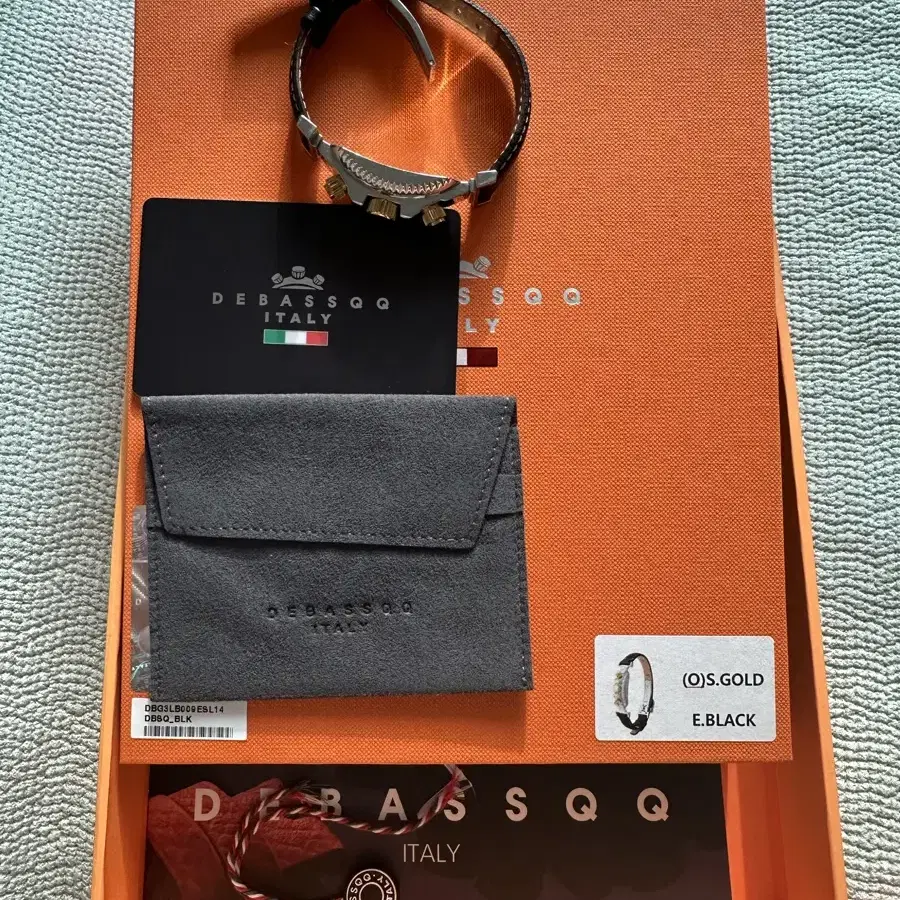 DEBASSQQ
ITALY
SSQQ
LY
DEBASSQQ
ITALY
DBG3LB009ESL14
DBSQ_BLK
(O)S.GOLD
E.BLACK
DEBASSQQ
ITALY